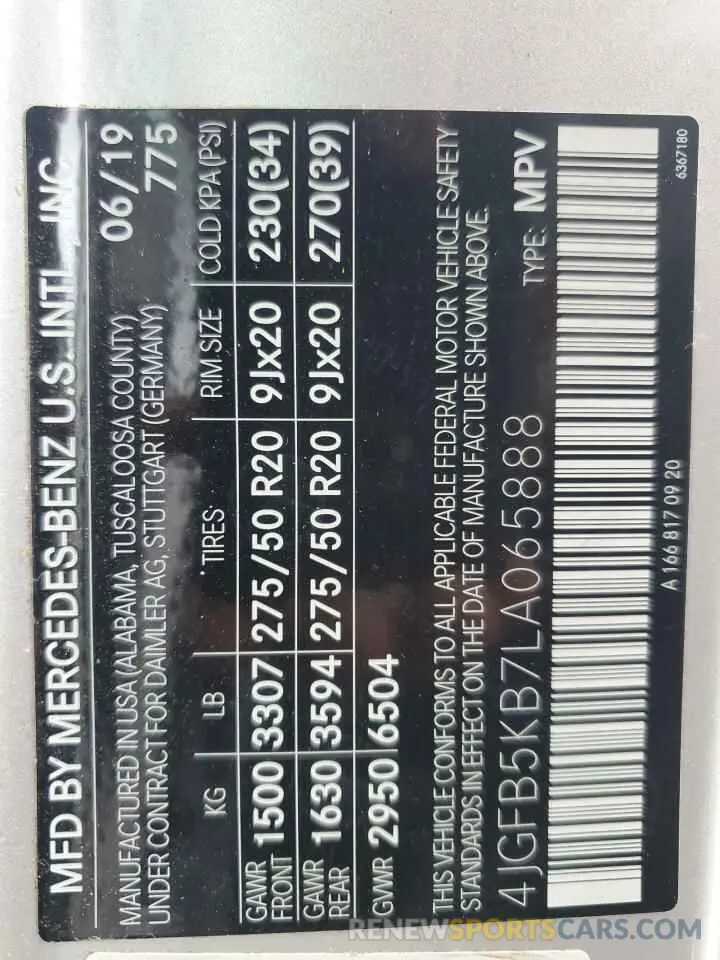 MFD BY MERCEDES-BENZ U.S. INTL., INC.
MANUFACTURED IN USA (ALABAMA, TUSCALOOSA COUNTY) 06/19
UNDER CONTRACT FOR DAIMLER AG, STUTTGART (GERMANY) 775
KG LB TIRES RIM SIZE COLD KPA(PSI)
GAWR FRONT 1500 3307 275/50 R20 9Jx20 230(34)
GAWR REAR 1630 3594 275/50 R20 9Jx20 270(39)
GVWR 2950 6504
THIS VEHICLE CONFORMS TO ALL APPLICABLE FEDERAL MOTOR VEHICLE SAFETY
STANDARDS IN EFFECT ON THE DATE OF MANUFACTURE SHOWN ABOVE.
4JGFB5KB7LA065888 TYPE: MPV
A 166 817 09 20
6367180
RENEWSPORTSCARS.COM